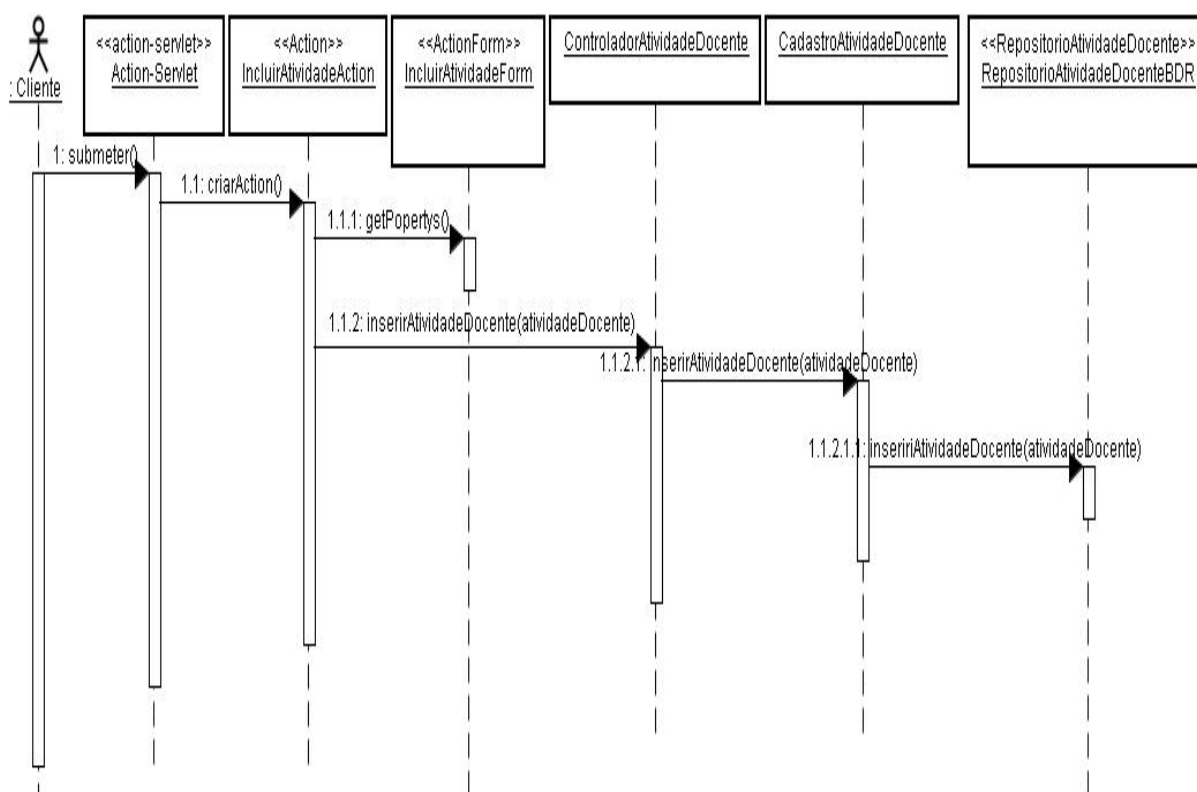 : Cliente
<<action-servlet>>
Action-Servlet
<<Action>>
IncluirAtividadeAction
<<ActionForm>>
IncluirAtividadeForm
ControladorAtividadeDocente
CadastroAtividadeDocente
<<RepositorioAtividadeDocente>>
RepositorioAtividadeDocenteBDR
1: submeter()
1.1: criarAction()
1.1.1: getPopertys()
1.1.2: inserirAtividadeDocente(atividadeDocente)
1.1.2.1: inserirAtividadeDocente(atividadeDocente)
1.1.2.1.1: inseririAtividadeDocente(atividadeDocente)